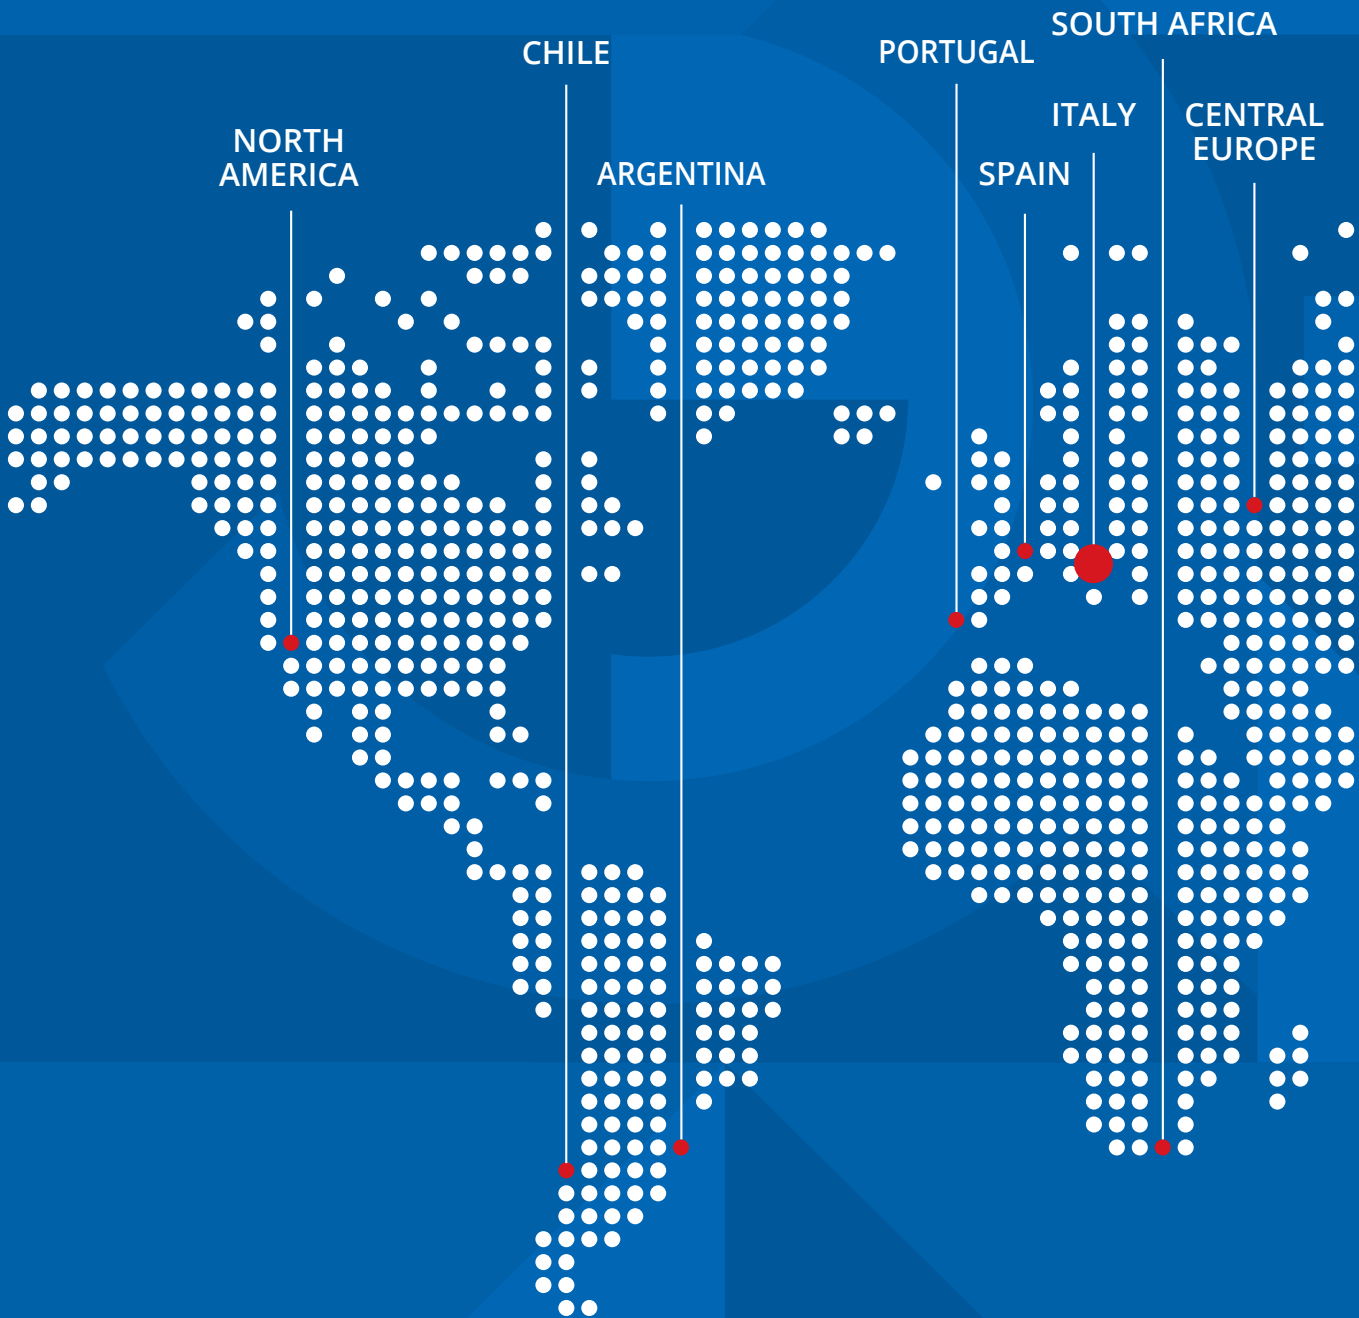 SOUTH AFRICA
CHILE
PORTUGAL
ITALY
CENTRAL
EUROPE
NORTH
AMERICA
ARGENTINA
SPAIN